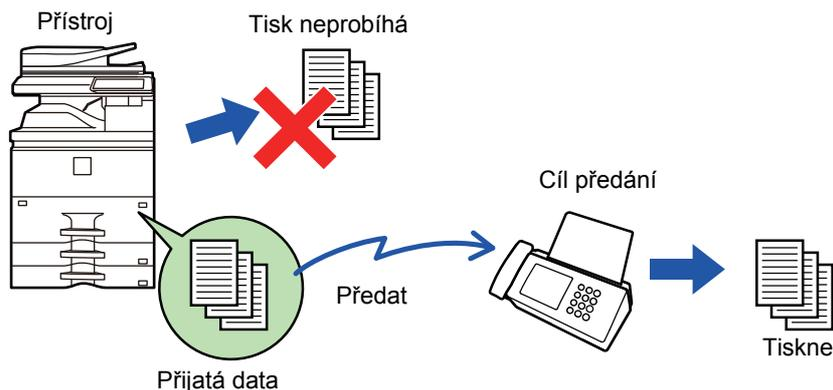 Přístroj
Tisk neprobíhá
Cíl předání
Předat
Tiskne
Přijatá data